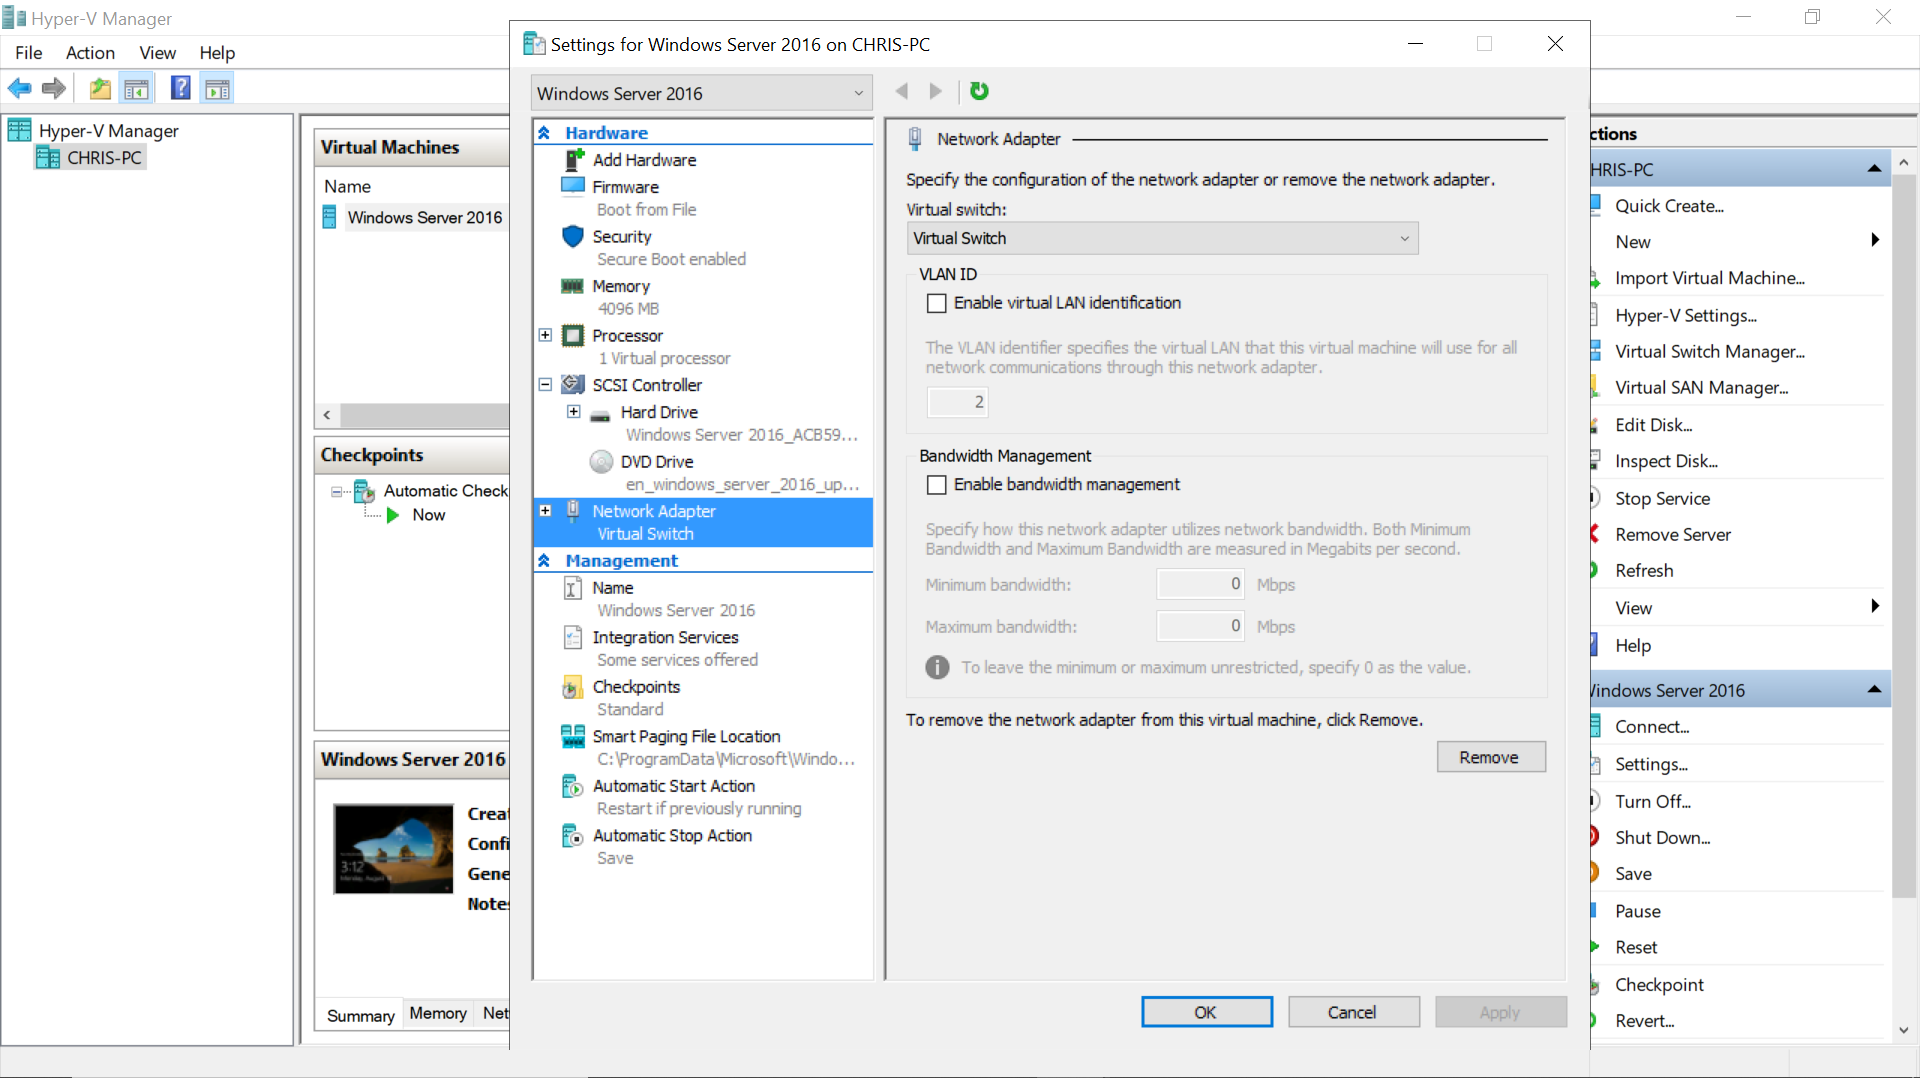 Hyper-V Manager
File Action View Help
Hyper-V Manager
CHRIS-PC
Virtual Machines
Name
Windows Server 2016
Checkpoints
Automatic Check
Now
Windows Server 2016
3:12
Creat
Confi
Gene
Notes
Summary Memory Net
Settings for Windows Server 2016 on CHRIS-PC
Windows Server 2016
Hardware
Add Hardware
Firmware
Boot from File
Security
Secure Boot enabled
Memory
4096 MB
Processor
1 Virtual processor
SCSI Controller
Hard Drive
Windows Server 2016_ACB59...
DVD Drive
en_windows_server_2016_up...
Network Adapter
Virtual Switch
Management
Name
Windows Server 2016
Integration Services
Some services offered
Checkpoints
Standard
Smart Paging File Location
C:\ProgramData\Microsoft\Windo...
Automatic Start Action
Restart if previously running
Automatic Stop Action
Save
Network Adapter
Specify the configuration of the network adapter or remove the network adapter.
Virtual switch:
Virtual Switch
VLAN ID
Enable virtual LAN identification
The VLAN identifier specifies the virtual LAN that this virtual machine will use for all
network communications through this network adapter.
2
Bandwidth Management
Enable bandwidth management
Specify how this network adapter utilizes network bandwidth. Both Minimum
Bandwidth and Maximum Bandwidth are measured in Megabits per second.
Minimum bandwidth: 0 Mbps
Maximum bandwidth: 0 Mbps
To leave the minimum or maximum unrestricted, specify 0 as the value.
To remove the network adapter from this virtual machine, click Remove.
Remove
OK Cancel Apply
ctions
HRIS-PC
Quick Create...
New
Import Virtual Machine...
Hyper-V Settings...
Virtual Switch Manager...
Virtual SAN Manager...
Edit Disk...
Inspect Disk...
Stop Service
Remove Server
Refresh
View
Help
indows Server 2016
Connect...
Settings...
Turn Off...
Shut Down...
Save
Pause
Reset
Checkpoint
Revert...